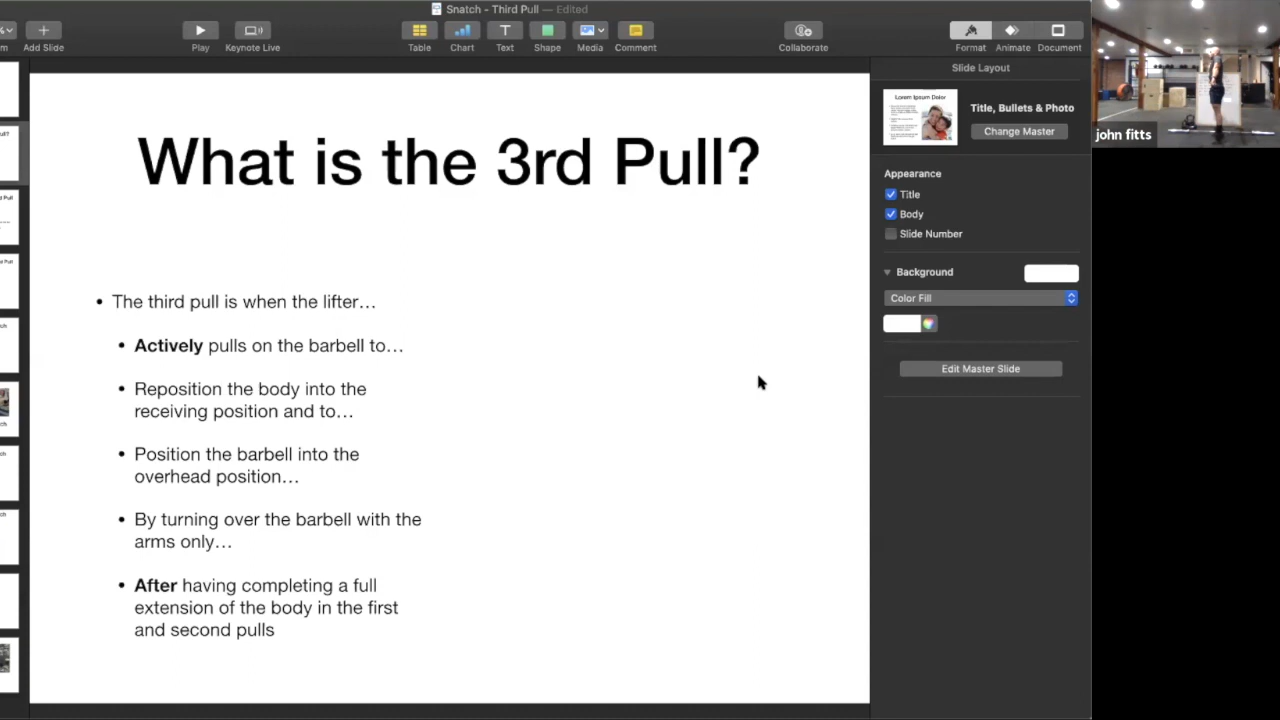 Snatch - Third Pull — Edited
Add Slide
Play
Keynote Live
Table
Chart
Text
Shape
Media
Comment
Collaborate
Format
Animate
Document
Slide Layout
Lorem Ipsum Dolor
Title, Bullets & Photo
Change Master
Appearance
Title
Body
Slide Number
Background
Color Fill
Edit Master Slide
What is the 3rd Pull?
• The third pull is when the lifter…
• Actively pulls on the barbell to…
• Reposition the body into the
receiving position and to…
• Position the barbell into the
overhead position…
• By turning over the barbell with the
arms only…
• After having completing a full
extension of the body in the first
and second pulls
john fitts